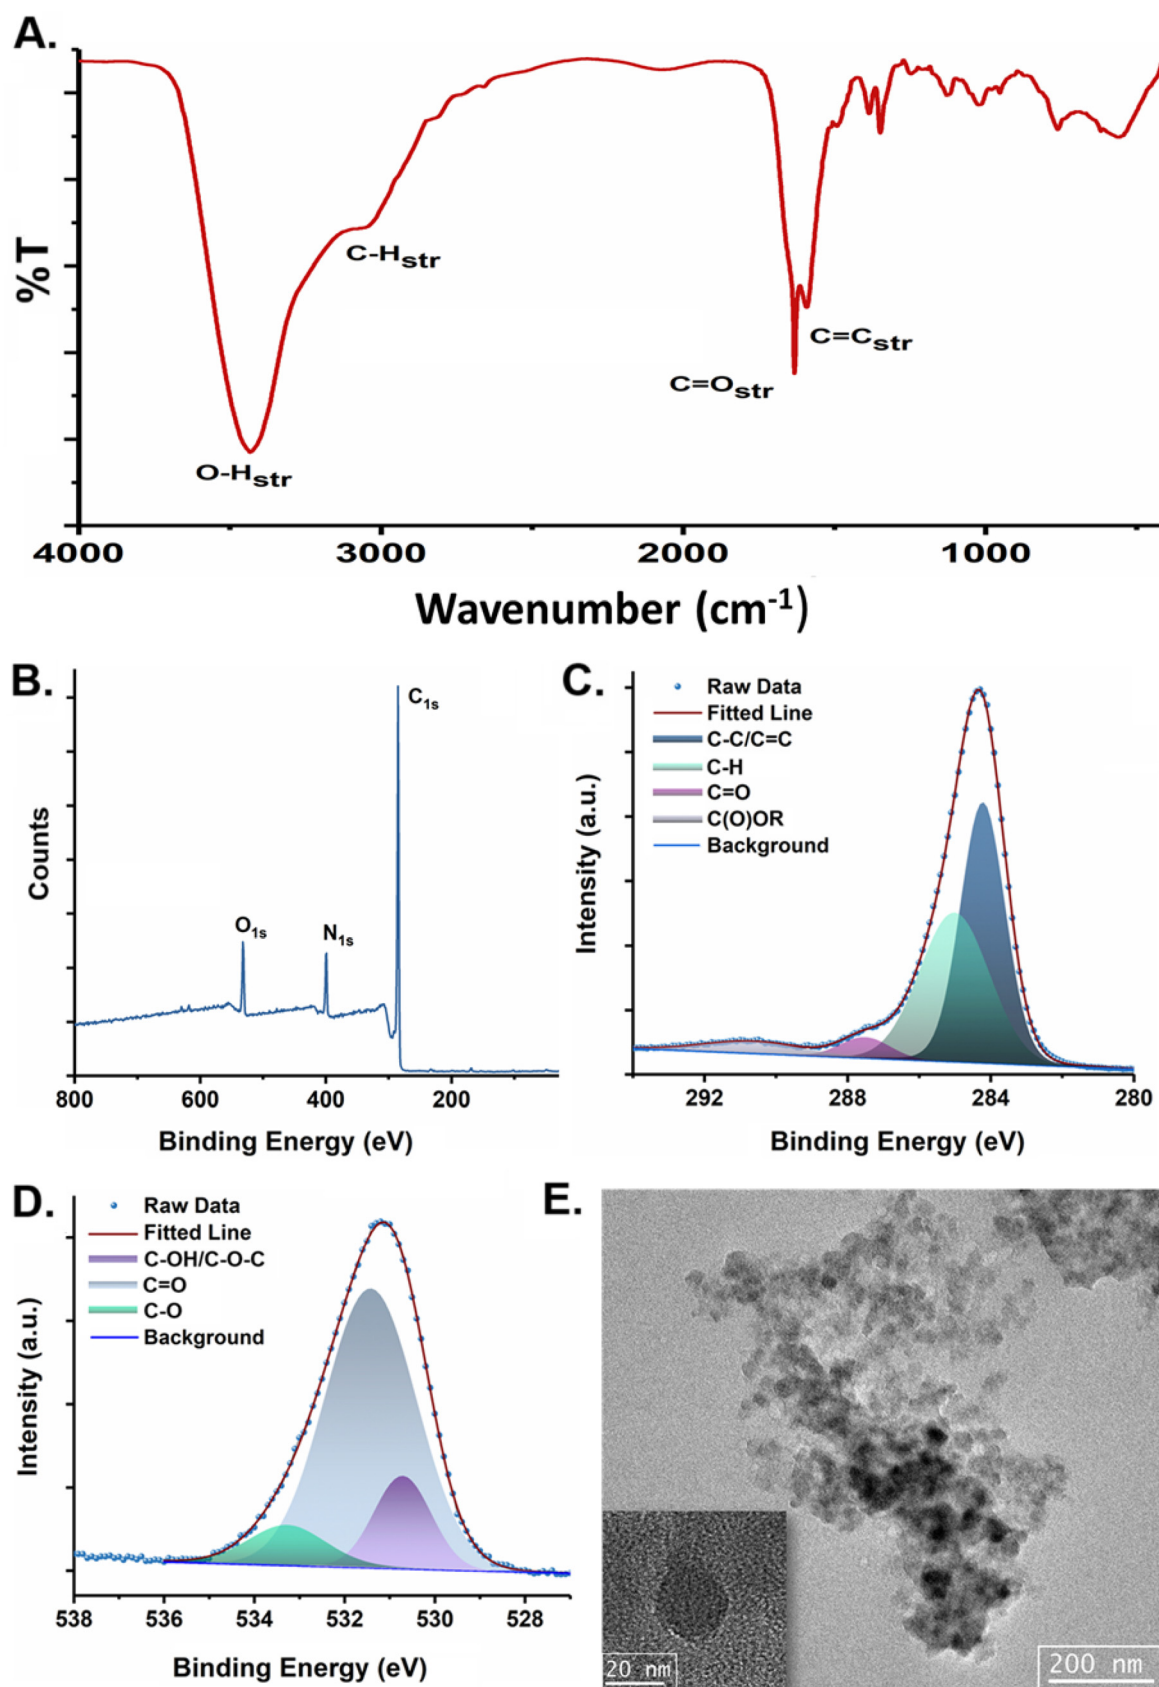 A.
%T
C-Hstr
C=Cstr
C=Ostr
O-Hstr
4000 3000 2000 1000
Wavenumber (cm-1)
B.
C1s
O1s
N1s
Counts
800 600 400 200
Binding Energy (eV)
C.
Raw Data
Fitted Line
C-C/C=C
C-H
C=O
C(O)OR
Background
Intensity (a.u.)
292 288 284 280
Binding Energy (eV)
D.
Raw Data
Fitted Line
C-OH/C-O-C
C=O
C-O
Background
Intensity (a.u.)
538 536 534 532 530 528
Binding Energy (eV)
E.
20 nm
200 nm